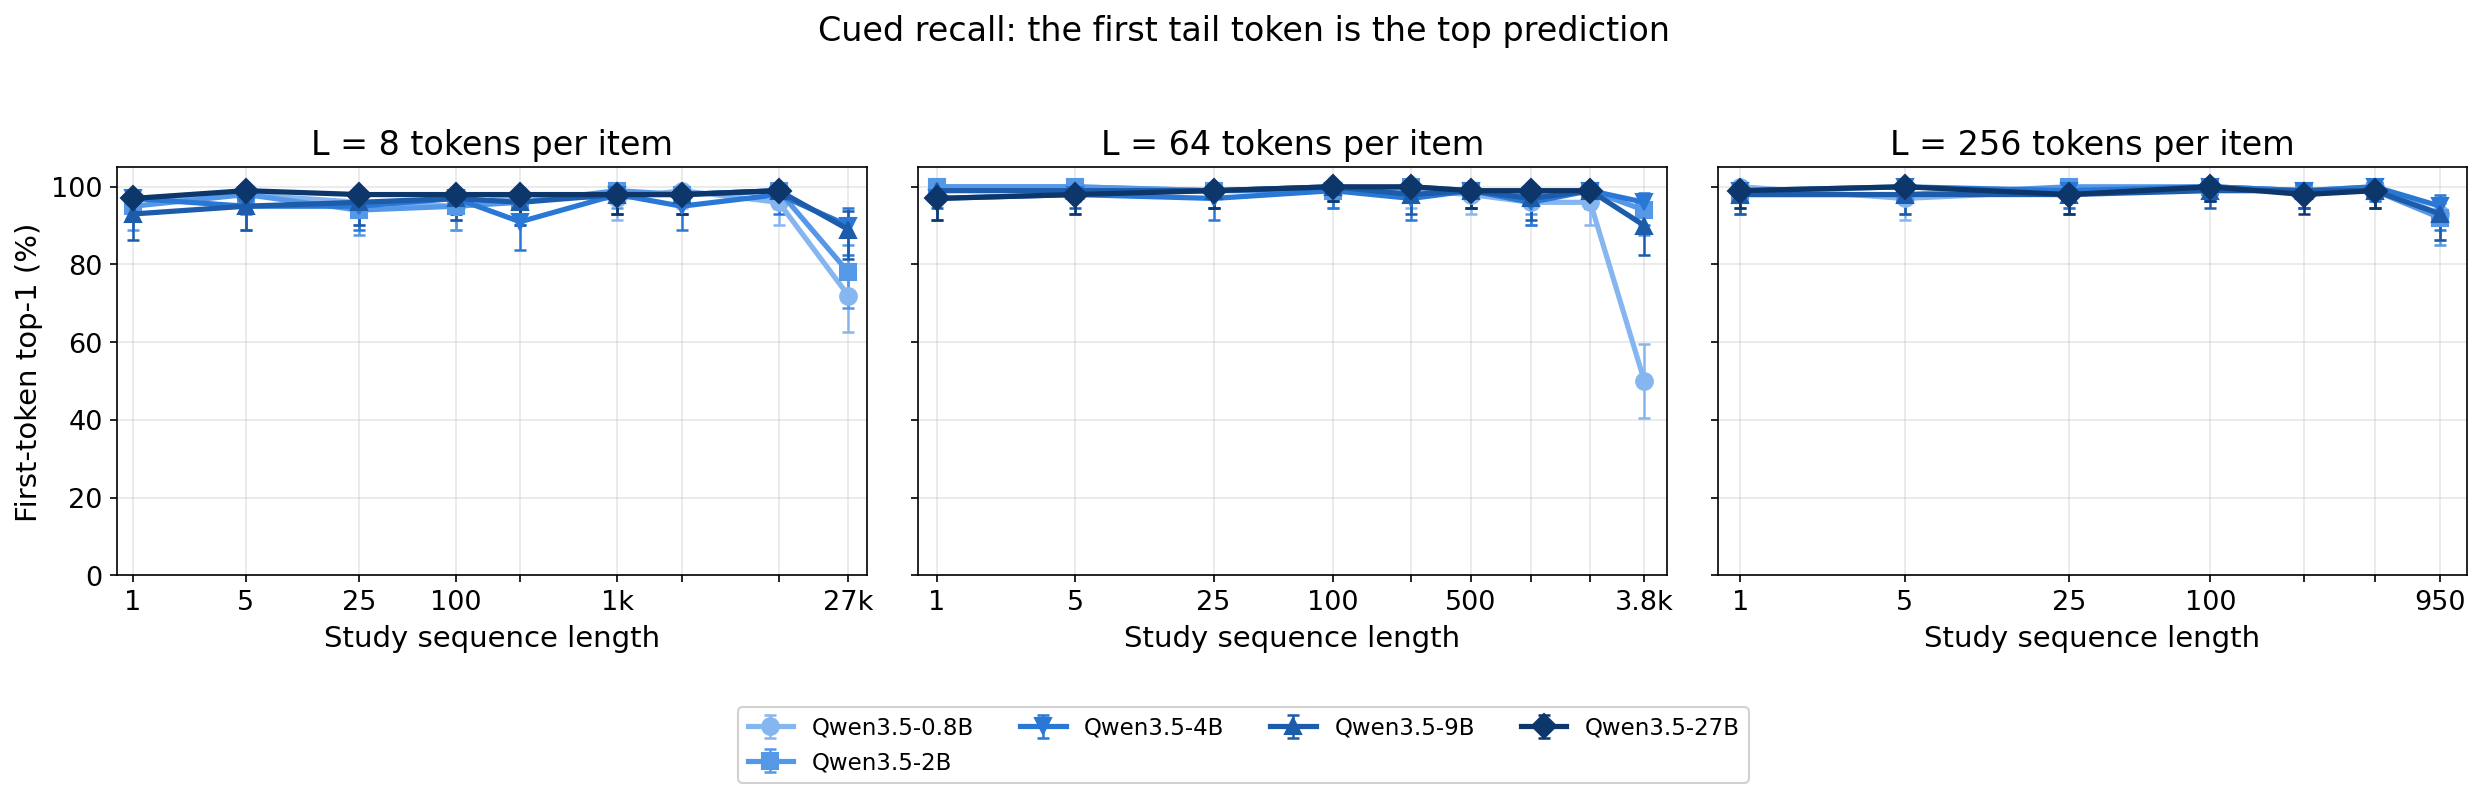 Cued recall: the first tail token is the top prediction
L = 8 tokens per item
L = 64 tokens per item
L = 256 tokens per item
First-token top-1 (%)
100
80
60
40
20
0
1 5 25 100 1k 27k
1 5 25 100 500 3.8k
1 5 25 100 950
Study sequence length
Study sequence length
Study sequence length
Qwen3.5-0.8B
Qwen3.5-2B
Qwen3.5-4B
Qwen3.5-9B
Qwen3.5-27B